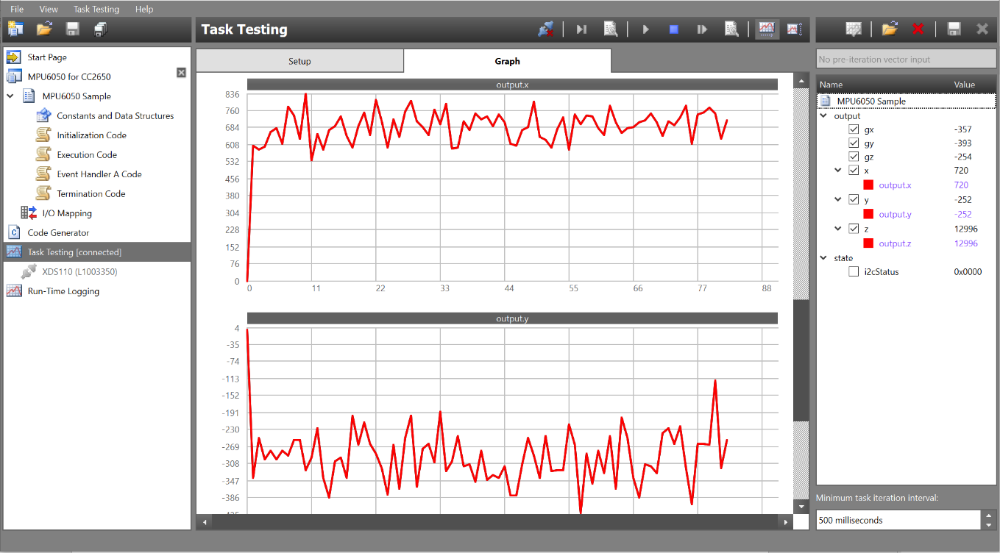 File View Task Testing Help
Task Testing
Start Page
MPU6050 for CC2650
MPU6050 Sample
Constants and Data Structures
Initialization Code
Execution Code
Event Handler A Code
Termination Code
I/O Mapping
Code Generator
Task Testing [connected]
XDS110 (L1003350)
Run-Time Logging
Setup Graph
output.x
836
760
684
608
532
456
380
304
228
152
76
0
0 11 22 33 44 55 66 77 88
output.y
4
-35
-74
-113
-152
-191
-230
-269
-308
-347
-386
No pre-iteration vector input
Name Value
MPU6050 Sample
output
gx -357
gy -393
gz -254
x 720
output.x 720
y -252
output.y -252
z 12996
output.z 12996
state
i2cStatus 0x0000
Minimum task iteration interval:
500 milliseconds